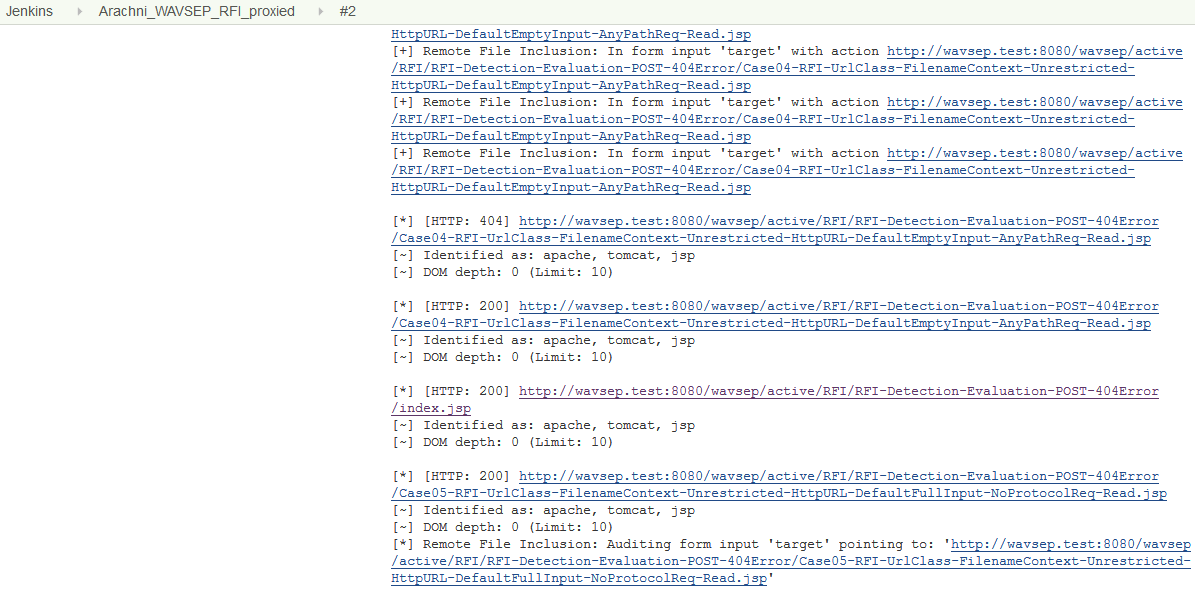 Jenkins Arachni_WAVSEP_RFI_proxied #2
HttpURL-DefaultEmptyInput-AnyPathReq-Read.jsp
[+] Remote File Inclusion: In form input 'target' with action http://wavsep.test:8080/wavsep/active
/RFI/RFI-Detection-Evaluation-POST-404Error/Case04-RFI-UrlClass-FilenameContext-Unrestricted-
HttpURL-DefaultEmptyInput-AnyPathReq-Read.jsp
[+] Remote File Inclusion: In form input 'target' with action http://wavsep.test:8080/wavsep/active
/RFI/RFI-Detection-Evaluation-POST-404Error/Case04-RFI-UrlClass-FilenameContext-Unrestricted-
HttpURL-DefaultEmptyInput-AnyPathReq-Read.jsp
[+] Remote File Inclusion: In form input 'target' with action http://wavsep.test:8080/wavsep/active
/RFI/RFI-Detection-Evaluation-POST-404Error/Case04-RFI-UrlClass-FilenameContext-Unrestricted-
HttpURL-DefaultEmptyInput-AnyPathReq-Read.jsp
[*] [HTTP: 404] http://wavsep.test:8080/wavsep/active/RFI/RFI-Detection-Evaluation-POST-404Error
/Case04-RFI-UrlClass-FilenameContext-Unrestricted-HttpURL-DefaultEmptyInput-AnyPathReq-Read.jsp
[~] Identified as: apache, tomcat, jsp
[~] DOM depth: 0 (Limit: 10)
[*] [HTTP: 200] http://wavsep.test:8080/wavsep/active/RFI/RFI-Detection-Evaluation-POST-404Error
/Case04-RFI-UrlClass-FilenameContext-Unrestricted-HttpURL-DefaultEmptyInput-AnyPathReq-Read.jsp
[~] Identified as: apache, tomcat, jsp
[~] DOM depth: 0 (Limit: 10)
[*] [HTTP: 200] http://wavsep.test:8080/wavsep/active/RFI/RFI-Detection-Evaluation-POST-404Error
/index.jsp
[~] Identified as: apache, tomcat, jsp
[~] DOM depth: 0 (Limit: 10)
[*] [HTTP: 200] http://wavsep.test:8080/wavsep/active/RFI/RFI-Detection-Evaluation-POST-404Error
/Case05-RFI-UrlClass-FilenameContext-Unrestricted-HttpURL-DefaultFullInput-NoProtocolReq-Read.jsp
[~] Identified as: apache, tomcat, jsp
[~] DOM depth: 0 (Limit: 10)
[*] Remote File Inclusion: Auditing form input 'target' pointing to: 'http://wavsep.test:8080/wavsep
/active/RFI/RFI-Detection-Evaluation-POST-404Error/Case05-RFI-UrlClass-FilenameContext-Unrestricted-
HttpURL-DefaultFullInput-NoProtocolReq-Read.jsp'